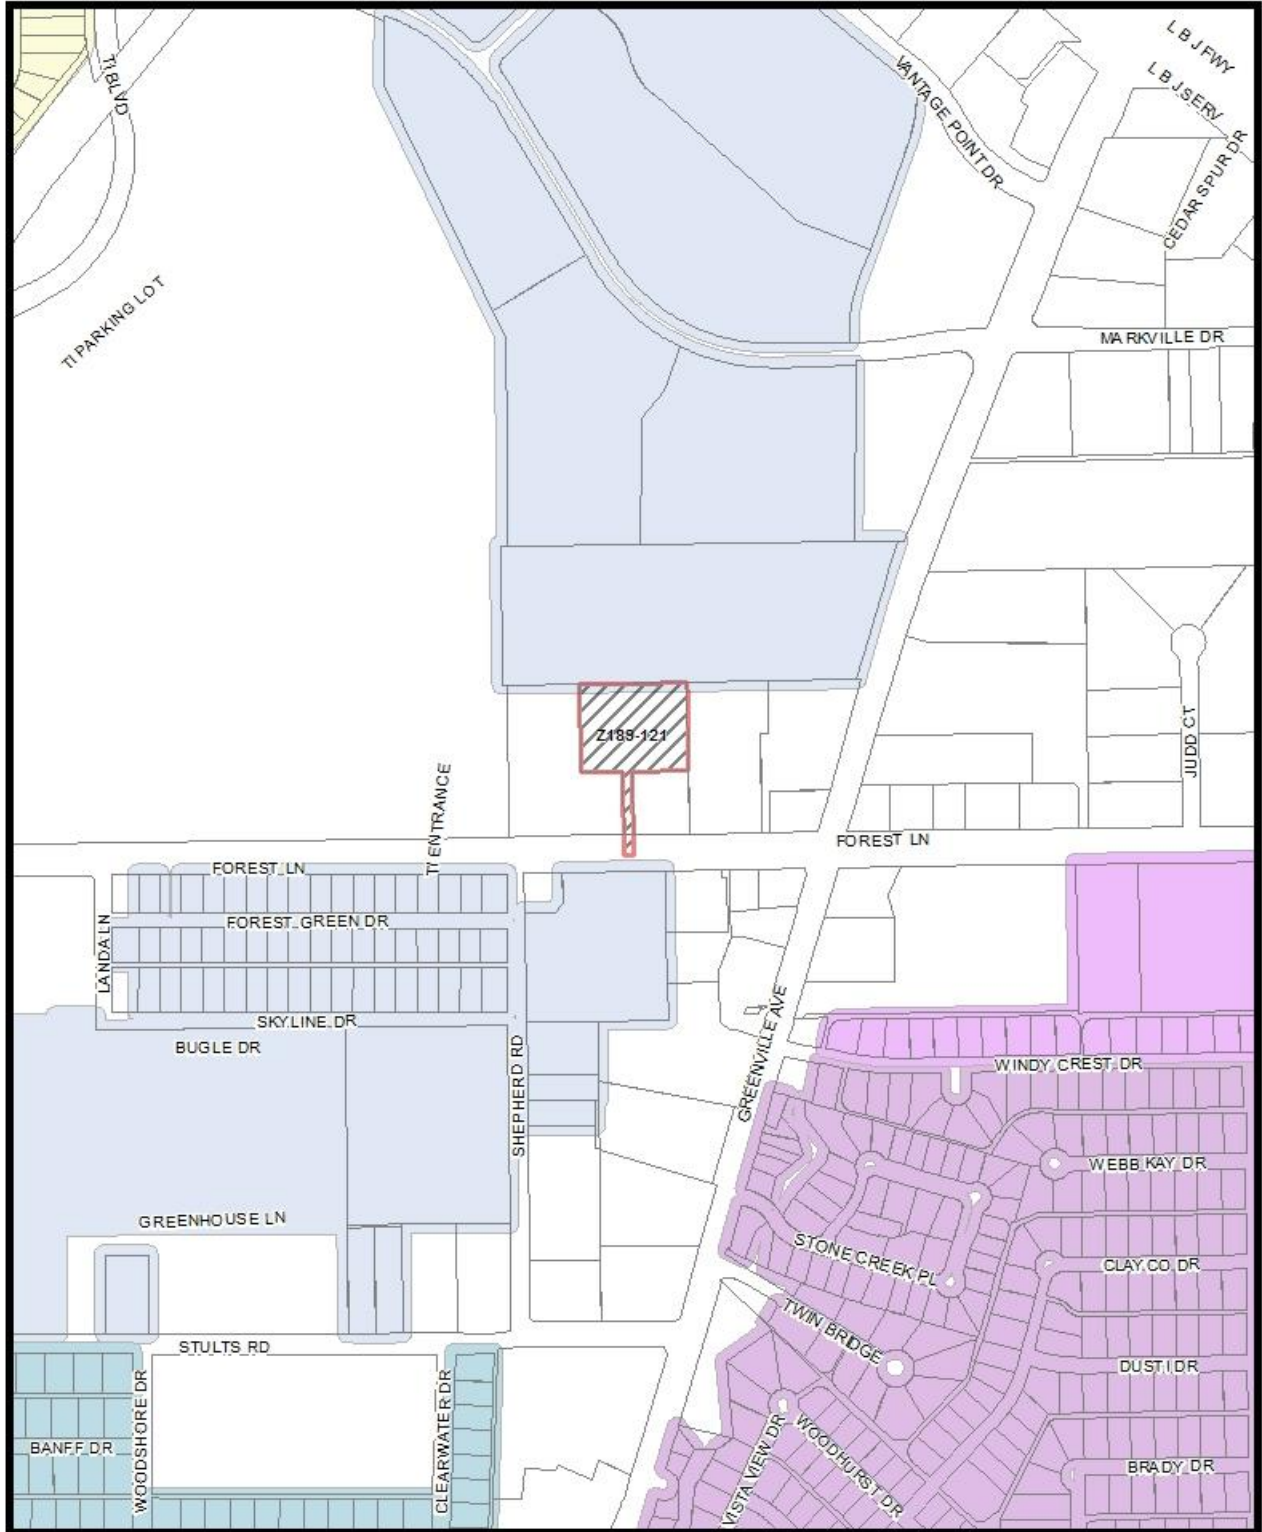 L B J FWY
L B J SERV
TI BLVD
VANTAGE POINT DR
CEDAR SPUR DR
TI PARKING LOT
MARKVILLE DR
Z189-121
JUDD CT
TI ENTRANCE
FOREST LN
FOREST LN
FOREST GREEN DR
LANDA LN
SKYLINE DR
BUGLE DR
SHEPHERD RD
GREENVILLE AVE
WINDY CREST DR
WEBB KAY DR
GREENHOUSE LN
STONE CREEK PL
CLAY CO DR
TWIN BRIDGE
STULTS RD
DUSTI DR
WOODSHORE DR
CLEARWATER DR
BANFF DR
VISTA VIEW DR
WOODHURST DR
BRADY DR